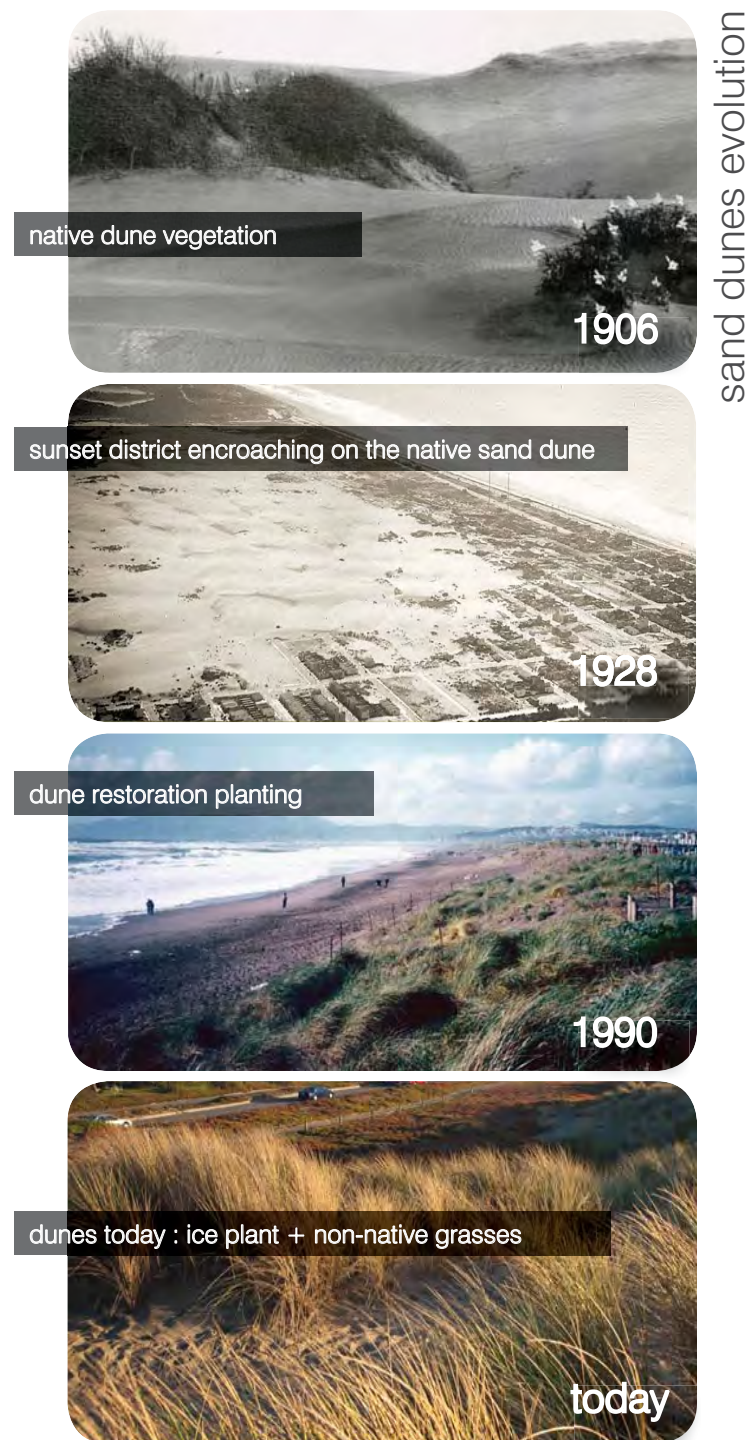 sand dunes evolution
native dune vegetation
1906
sunset district encroaching on the native sand dune
1928
dune restoration planting
1990
dunes today : ice plant + non-native grasses
today